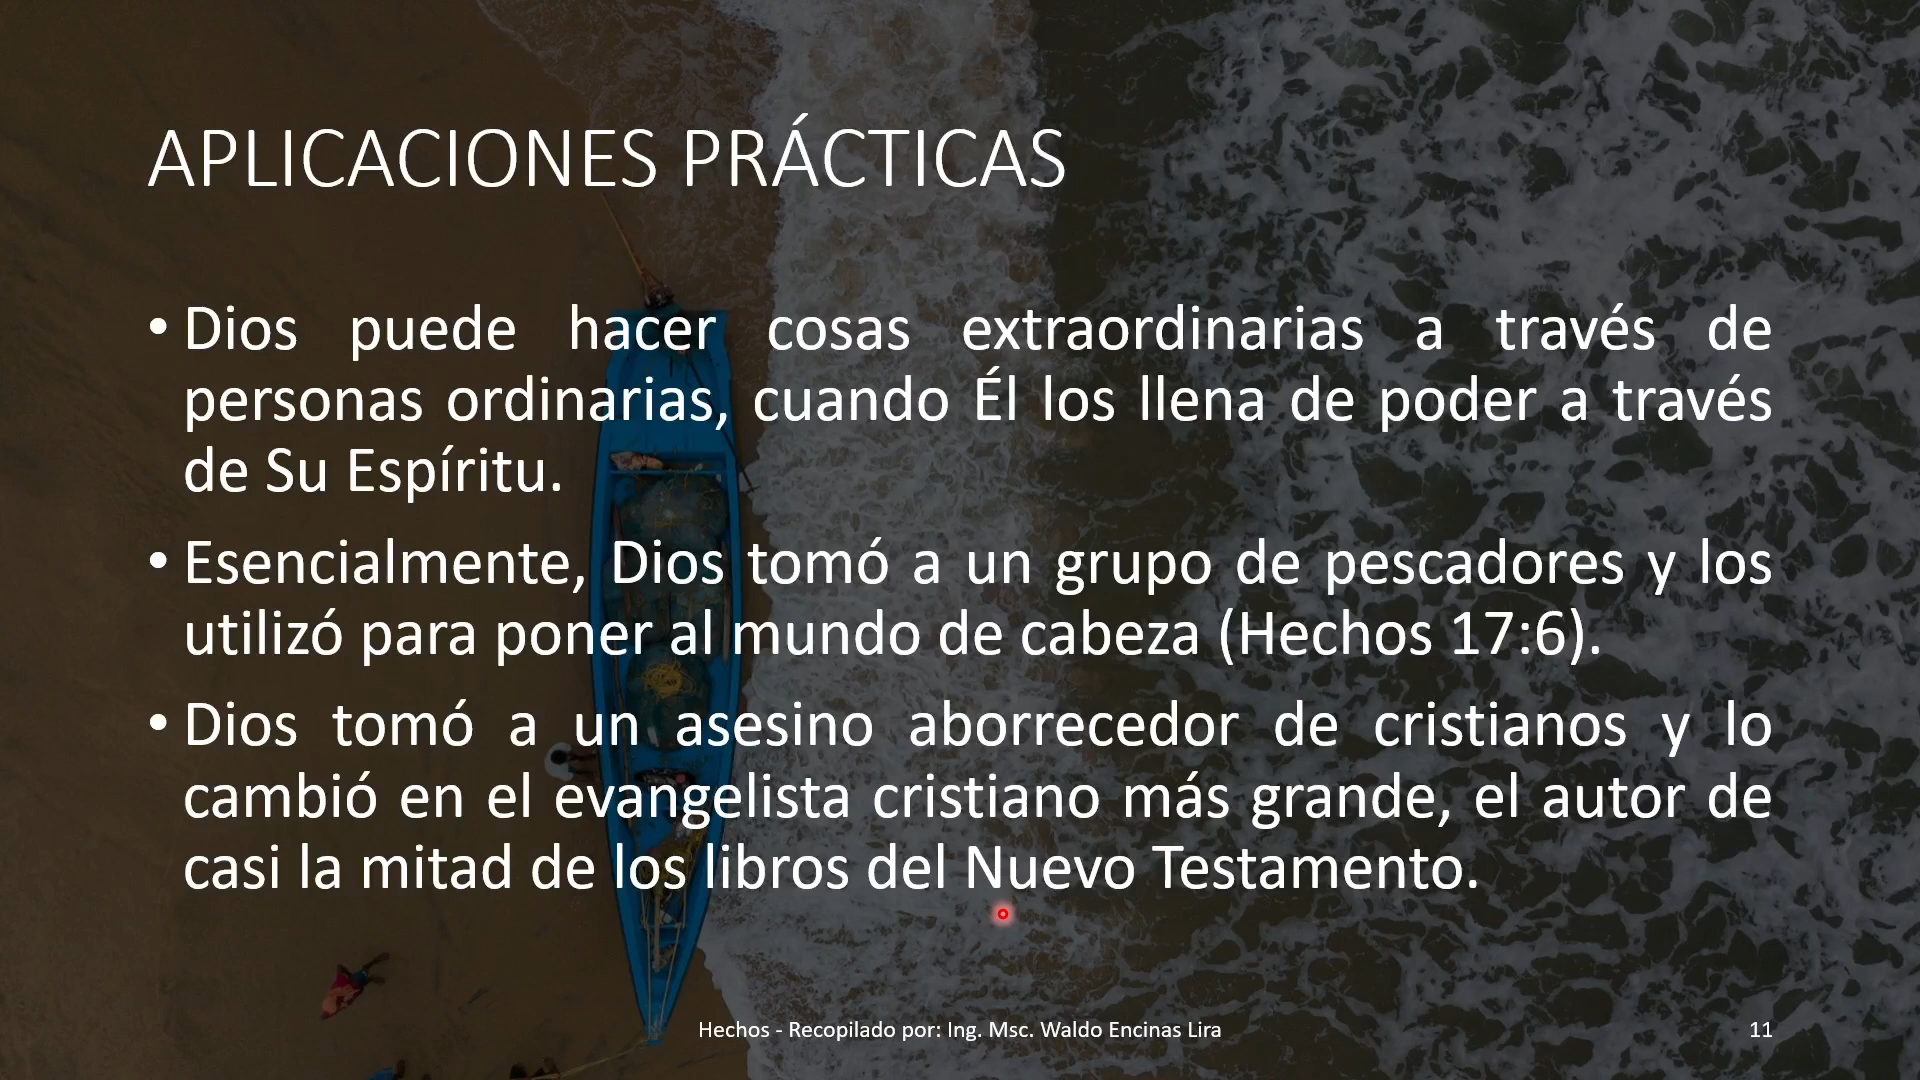 APLICACIONES PRÁCTICAS
• Dios puede hacer cosas extraordinarias a través de
personas ordinarias, cuando Él los llena de poder a través
de Su Espíritu.
• Esencialmente, Dios tomó a un grupo de pescadores y los
utilizó para poner al mundo de cabeza (Hechos 17:6).
• Dios tomó a un asesino aborrecedor de cristianos y lo
cambió en el evangelista cristiano más grande, el autor de
casi la mitad de los libros del Nuevo Testamento.
Hechos - Recopilado por: Ing. Msc. Waldo Encinas Lira
11